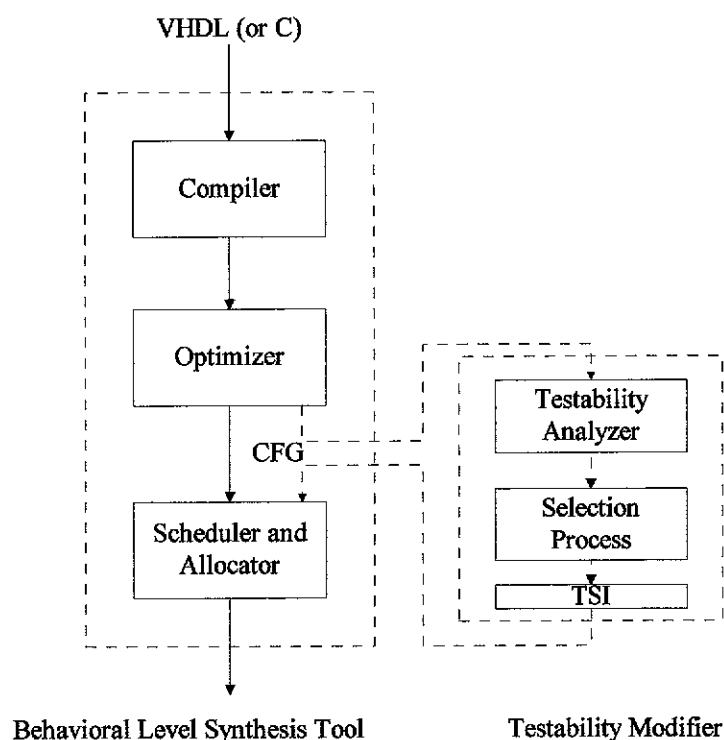 VHDL (or C)
Compiler
Optimizer
CFG
Scheduler and
Allocator
Testability
Analyzer
Selection
Process
TSI
Behavioral Level Synthesis Tool
Testability Modifier